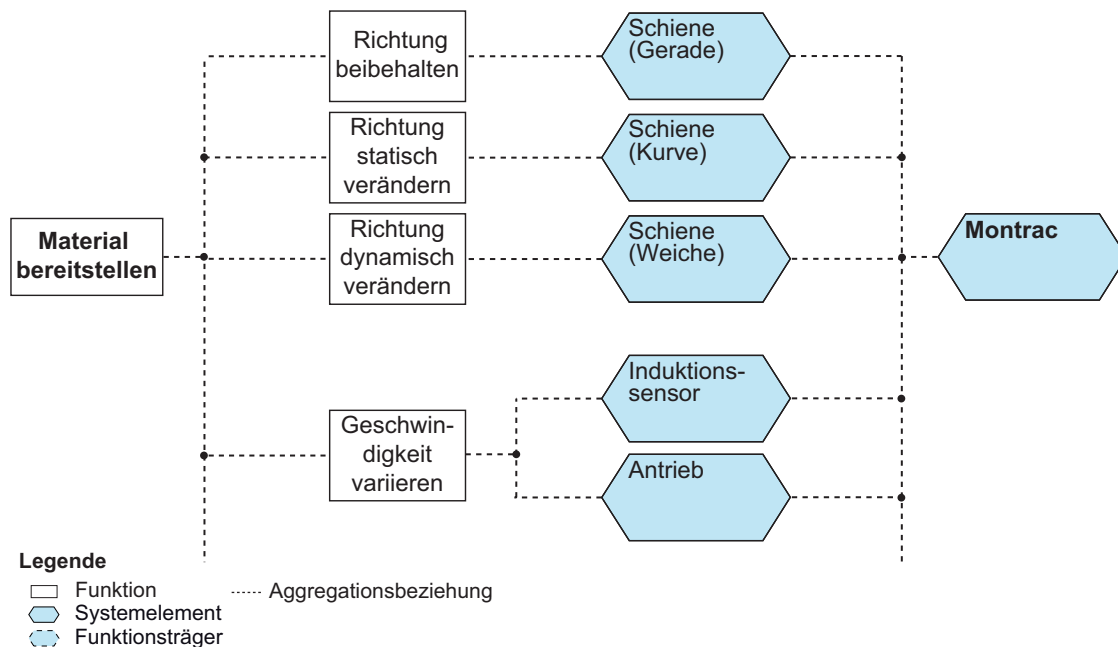 Richtung
beibehalten
Schiene
(Gerade)
Richtung
statisch
verändern
Schiene
(Kurve)
Material
bereitstellen
Richtung
dynamisch
verändern
Schiene
(Weiche)
Montrac
Geschwin-
digkeit
variieren
Induktions-
sensor
Antrieb
Legende
Funktion
Aggregationsbeziehung
Systemelement
Funktionsträger